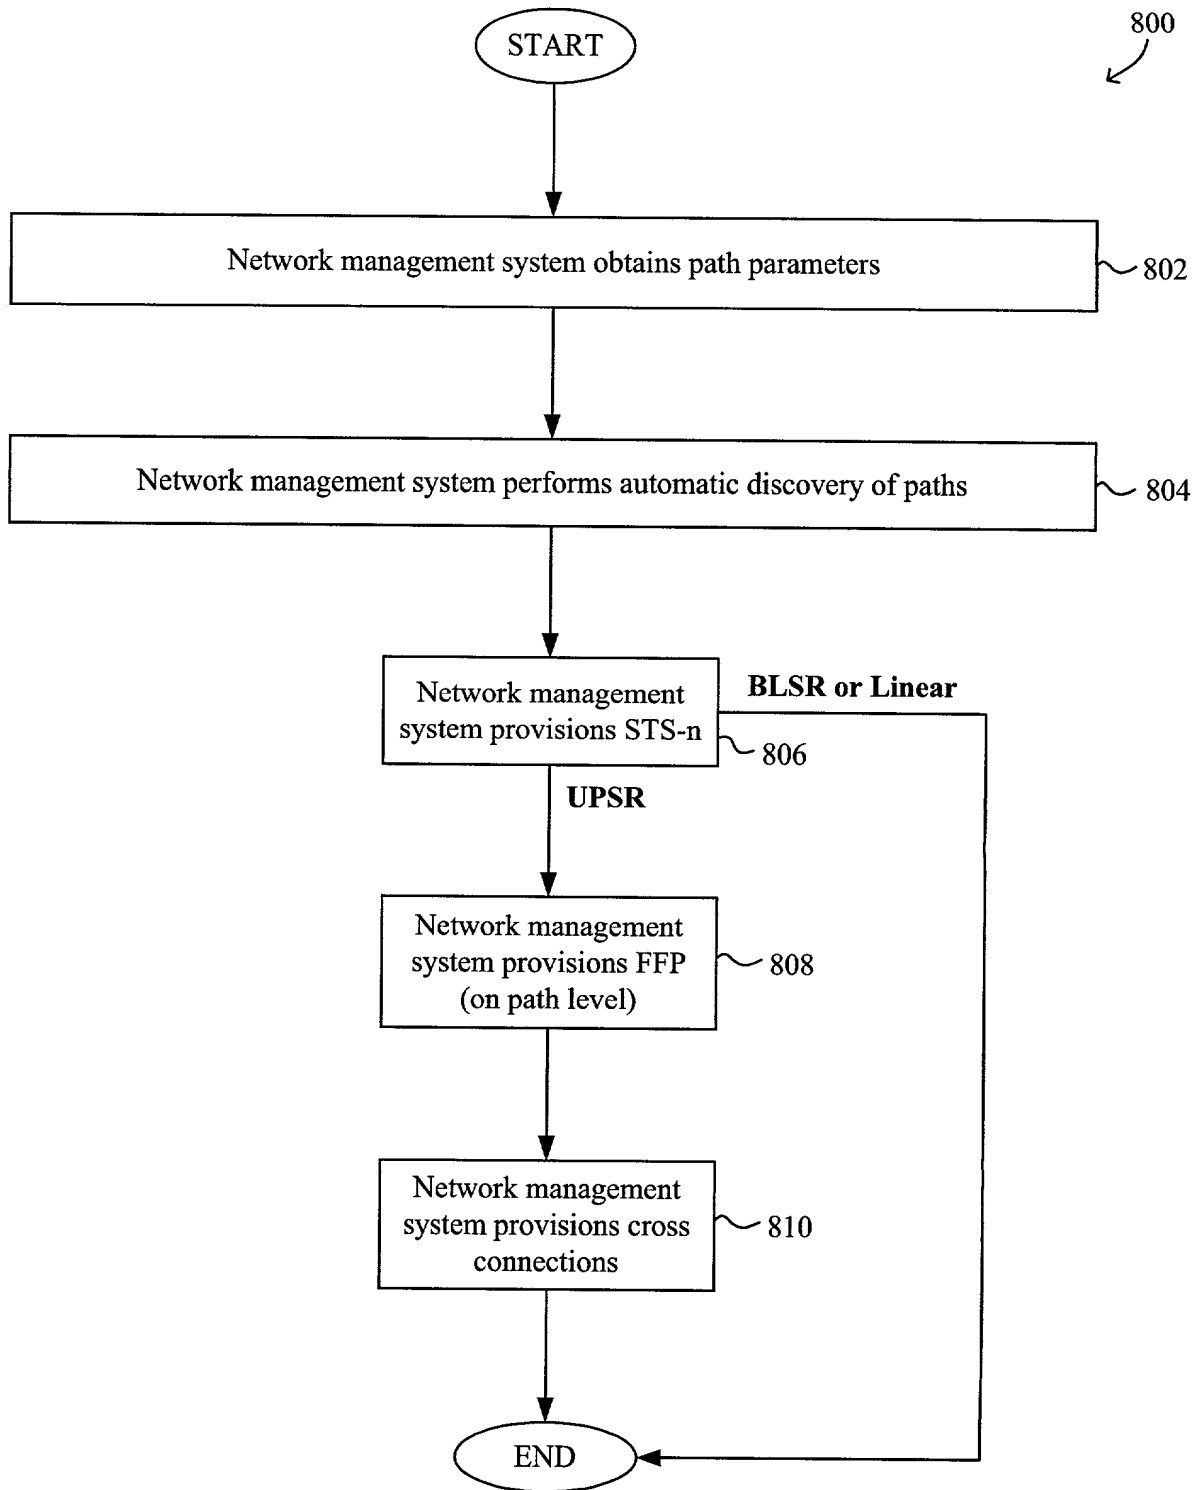 800
START
Network management system obtains path parameters
802
Network management system performs automatic discovery of paths
804
Network management
system provisions STS-n
BLSR or Linear
806
UPSR
Network management
system provisions FFP
(on path level)
808
Network management
system provisions cross
connections
810
END